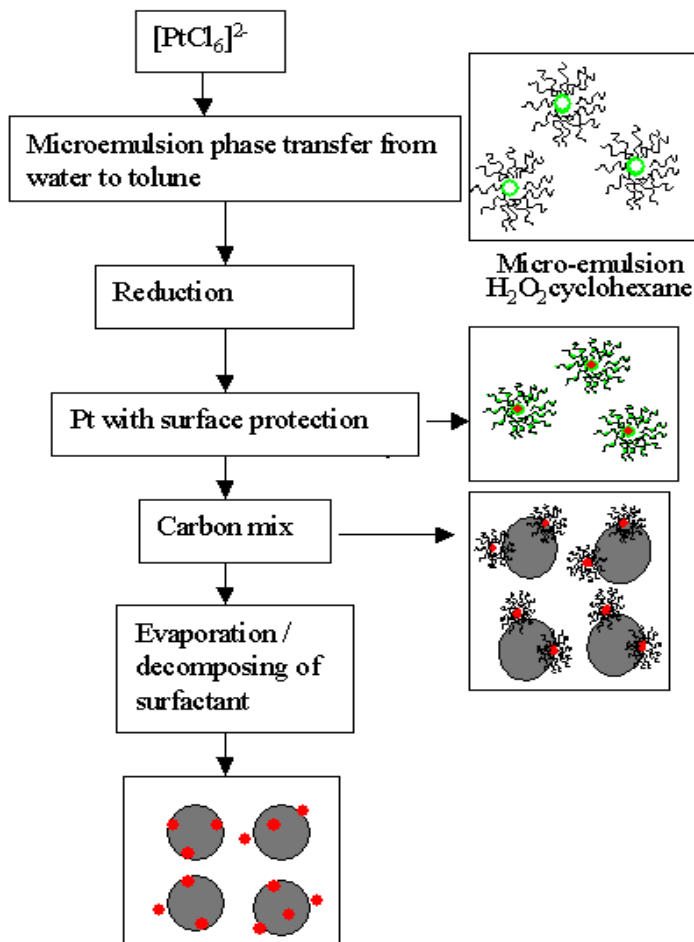 [PtCl₆]²⁻
Microemulsion phase transfer from
water to tolune
Micro-emulsion
H₂O₂cyclohexane
Reduction
Pt with surface protection
Carbon mix
Evaporation /
decomposing of
surfactant